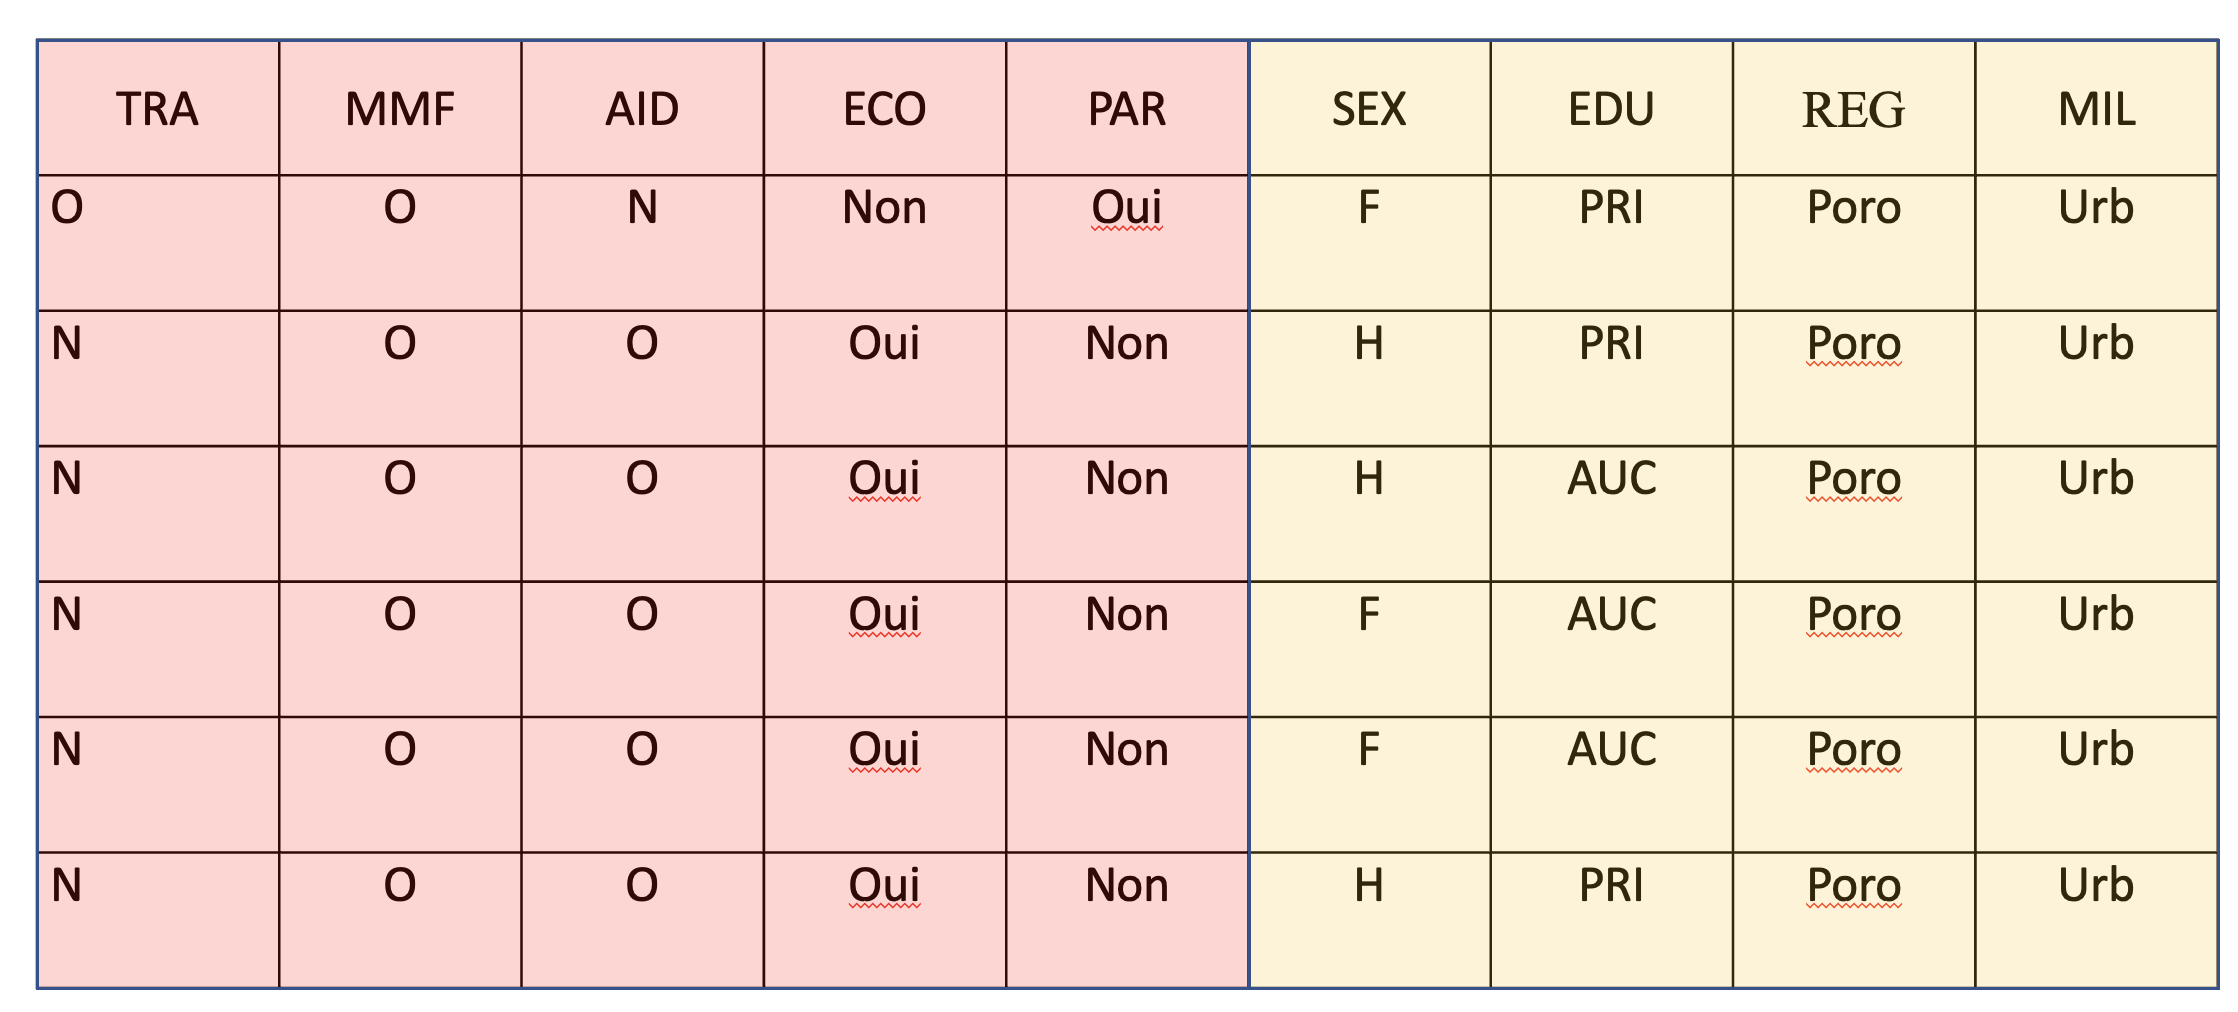 TRA MMF AID ECO PAR SEX EDU REG MIL
O O N Non Oui F PRI Poro Urb
N O O Oui Non H PRI Poro Urb
N O O Oui Non H AUC Poro Urb
N O O Oui Non F AUC Poro Urb
N O O Oui Non F AUC Poro Urb
N O O Oui Non H PRI Poro Urb